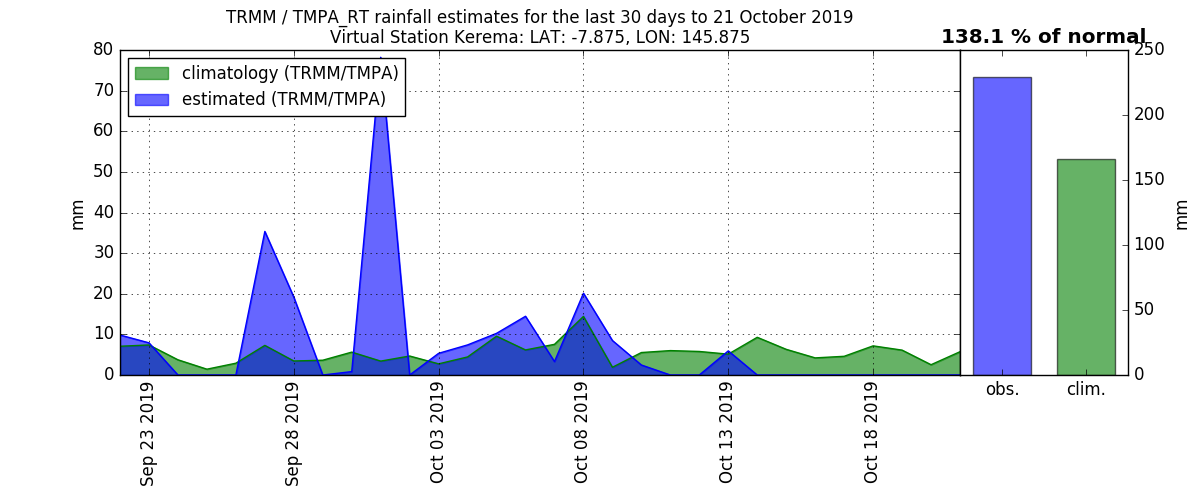 TRMM / TMPA_RT rainfall estimates for the last 30 days to 21 October 2019
Virtual Station Kerema: LAT: -7.875, LON: 145.875
138.1 % of normal
climatology (TRMM/TMPA)
estimated (TRMM/TMPA)
80
70
60
50
40
30
20
10
0
mm
Sep 23 2019
Sep 28 2019
Oct 03 2019
Oct 08 2019
Oct 13 2019
Oct 18 2019
250
200
150
100
50
0
mm
obs.
clim.